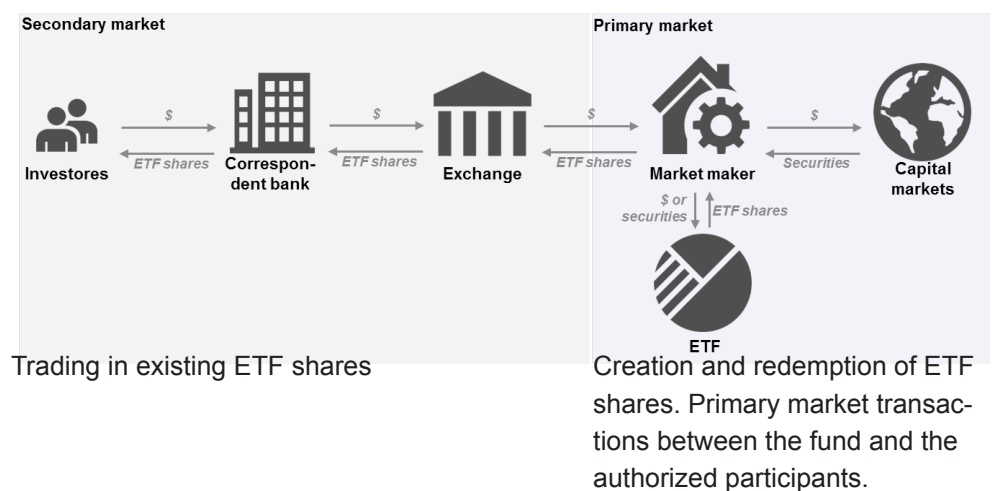 Secondary market
Primary market
$
$
$
$
ETF shares
ETF shares
ETF shares
Securities
Investores
Correspon-
dent bank
Exchange
Market maker
Capital
markets
$ or
securities
ETF shares
ETF
Trading in existing ETF shares
Creation and redemption of ETF
shares. Primary market transac-
tions between the fund and the
authorized participants.